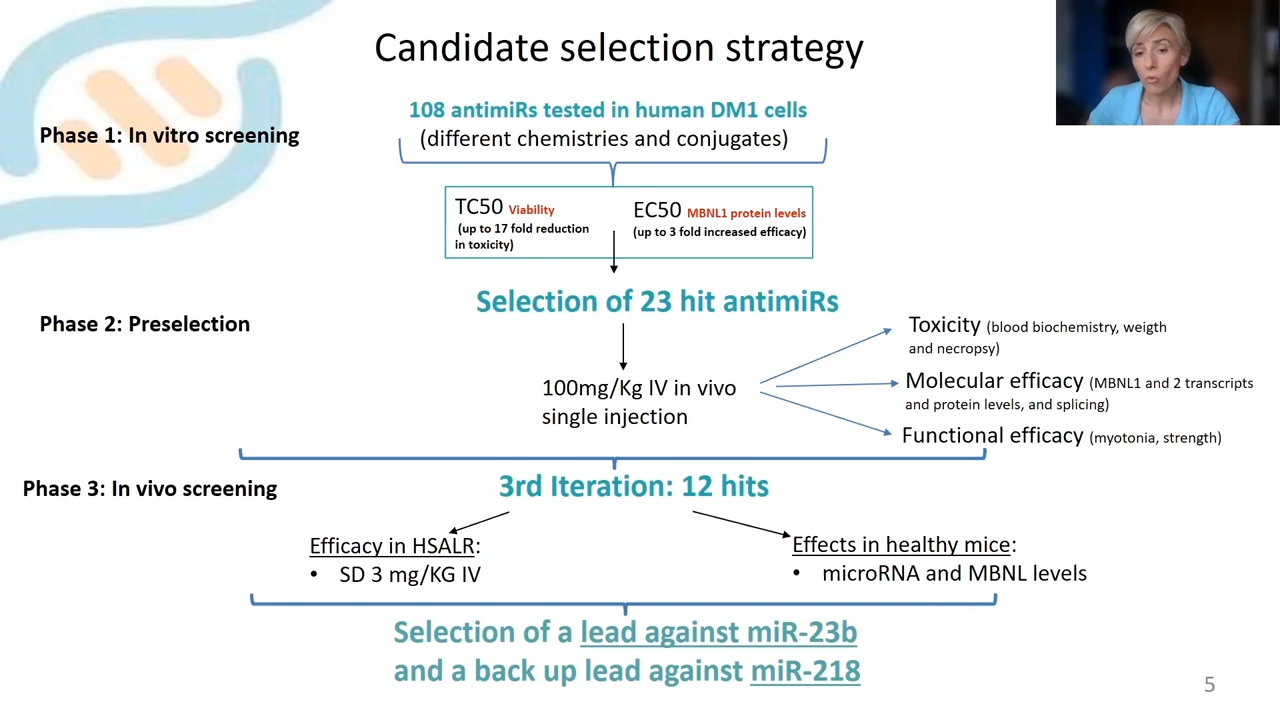 Candidate selection strategy
108 antimiRs tested in human DM1 cells
Phase 1: In vitro screening
(different chemistries and conjugates)
TC50 Viability
(up to 17 fold reduction
in toxicity)
EC50 MBNL1 protein levels
(up to 3 fold increased efficacy)
Selection of 23 hit antimiRs
Phase 2: Preselection
100mg/Kg IV in vivo
single injection
Toxicity (blood biochemistry, weigth
and necropsy)
Molecular efficacy (MBNL1 and 2 transcripts
and protein levels, and splicing)
Functional efficacy (myotonia, strength)
Phase 3: In vivo screening
3rd Iteration: 12 hits
Efficacy in HSALR:
• SD 3 mg/KG IV
Effects in healthy mice:
• microRNA and MBNL levels
Selection of a lead against miR-23b
and a back up lead against miR-218
5